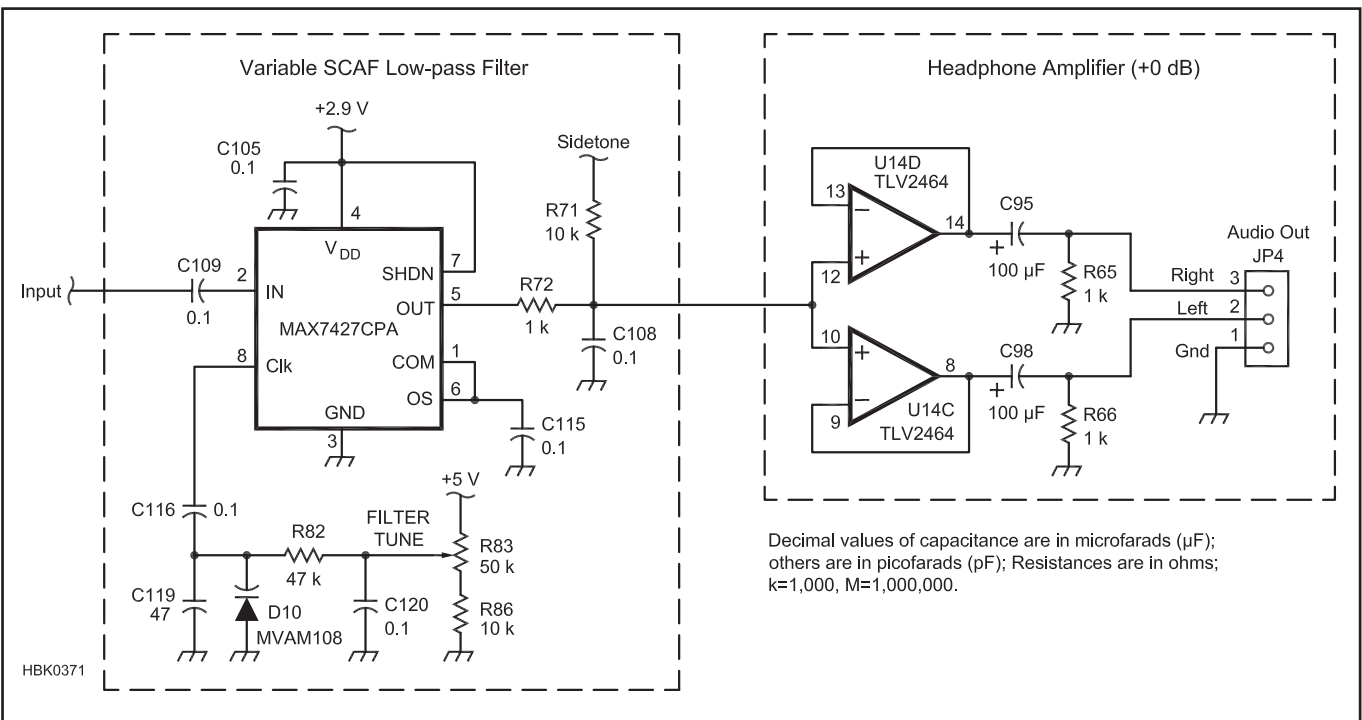 Variable SCAF Low-pass Filter
+2.9 V
C105
0.1
4
V DD
SHDN
7
Input
C109
0.1
2
IN
OUT
5
MAX7427CPA
8
Clk
COM
1
OS
6
GND
3
Sidetone
R71
10 k
R72
1 k
C108
0.1
C115
0.1
C116
0.1
R82
47 k
FILTER
TUNE
+5 V
R83
50 k
R86
10 k
C119
47
D10
MVAM108
C120
0.1
HBK0371
Headphone Amplifier (+0 dB)
U14D
TLV2464
13
−
14
+
12
C95
+
100 µF
R65
1 k
10
+
8
−
9
U14C
TLV2464
C98
+
100 µF
R66
1 k
Audio Out
JP4
Right
3
Left
2
Gnd
1
Decimal values of capacitance are in microfarads (µF);
others are in picofarads (pF); Resistances are in ohms;
k=1,000, M=1,000,000.